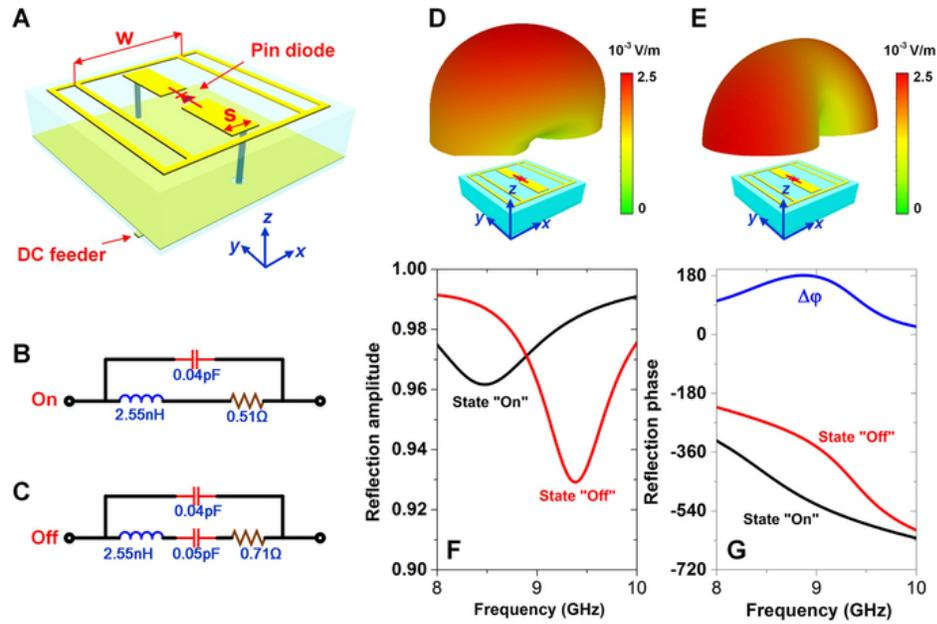 A
W
Pin diode
S
DC feeder
z
y
x
B
0.04pF
On
2.55nH
0.51Ω
C
0.04pF
Off
2.55nH
0.05pF
0.71Ω
D
10⁻³ V/m
2.5
0
z
y
x
E
10⁻³ V/m
2.5
0
z
y
x
Reflection amplitude
1.00
0.98
0.96
0.94
0.92
0.90
State "On"
State "Off"
F
8
9
10
Frequency (GHz)
Reflection phase
180
0
-180
-360
-540
-720
Δφ
State "Off"
State "On"
G
8
9
10
Frequency (GHz)